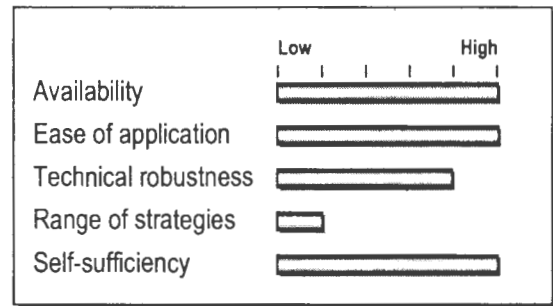 Low High
Availability
Ease of application
Technical robustness
Range of strategies
Self-sufficiency